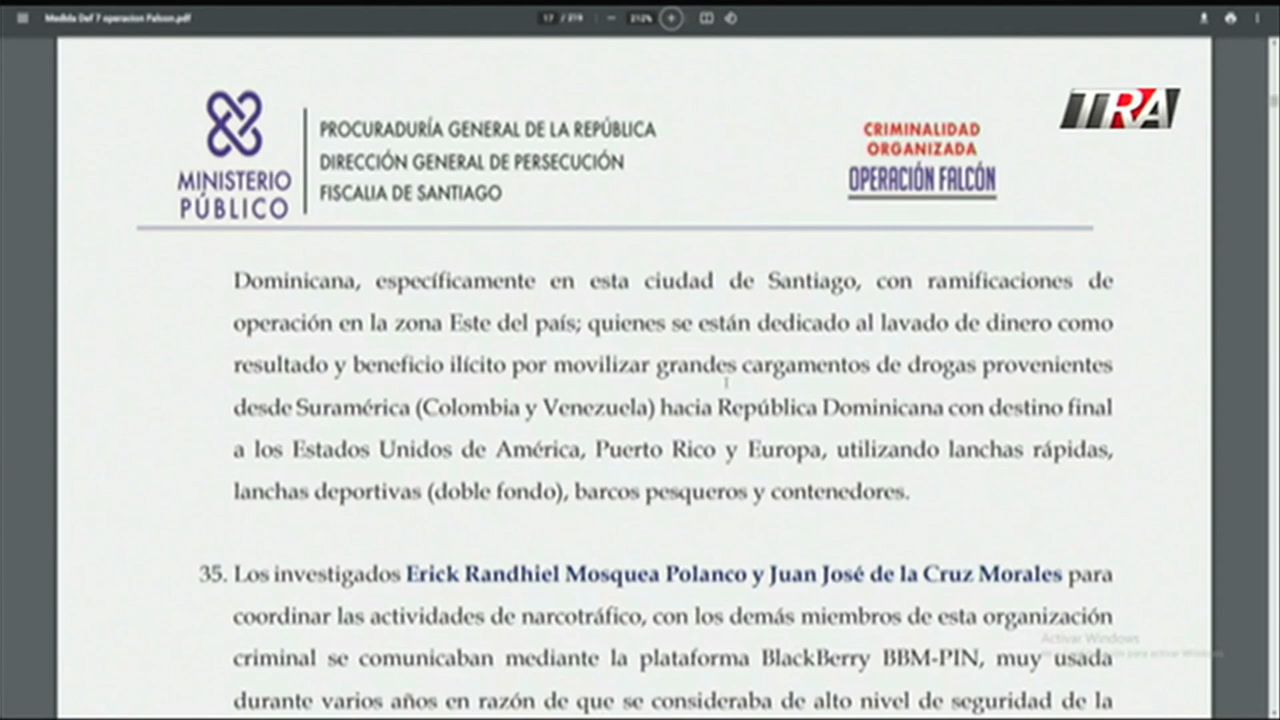 Medida Def 7 operacion Falcon.pdf
17 / 219
212%
MINISTERIO
PÚBLICO
PROCURADURÍA GENERAL DE LA REPÚBLICA
DIRECCIÓN GENERAL DE PERSECUCIÓN
FISCALIA DE SANTIAGO
CRIMINALIDAD
ORGANIZADA
OPERACIÓN FALCÓN
TRA
Dominicana, específicamente en esta ciudad de Santiago, con ramificaciones de
operación en la zona Este del país; quienes se están dedicado al lavado de dinero como
resultado y beneficio ilícito por movilizar grandes cargamentos de drogas provenientes
desde Suramérica (Colombia y Venezuela) hacia República Dominicana con destino final
a los Estados Unidos de América, Puerto Rico y Europa, utilizando lanchas rápidas,
lanchas deportivas (doble fondo), barcos pesqueros y contenedores.
35. Los investigados Erick Randhiel Mosquea Polanco y Juan José de la Cruz Morales para
coordinar las actividades de narcotráfico, con los demás miembros de esta organización
criminal se comunicaban mediante la plataforma BlackBerry BBM-PIN, muy usada
durante varios años en razón de que se consideraba de alto nivel de seguridad de la
Activar Windows
para activar Windows